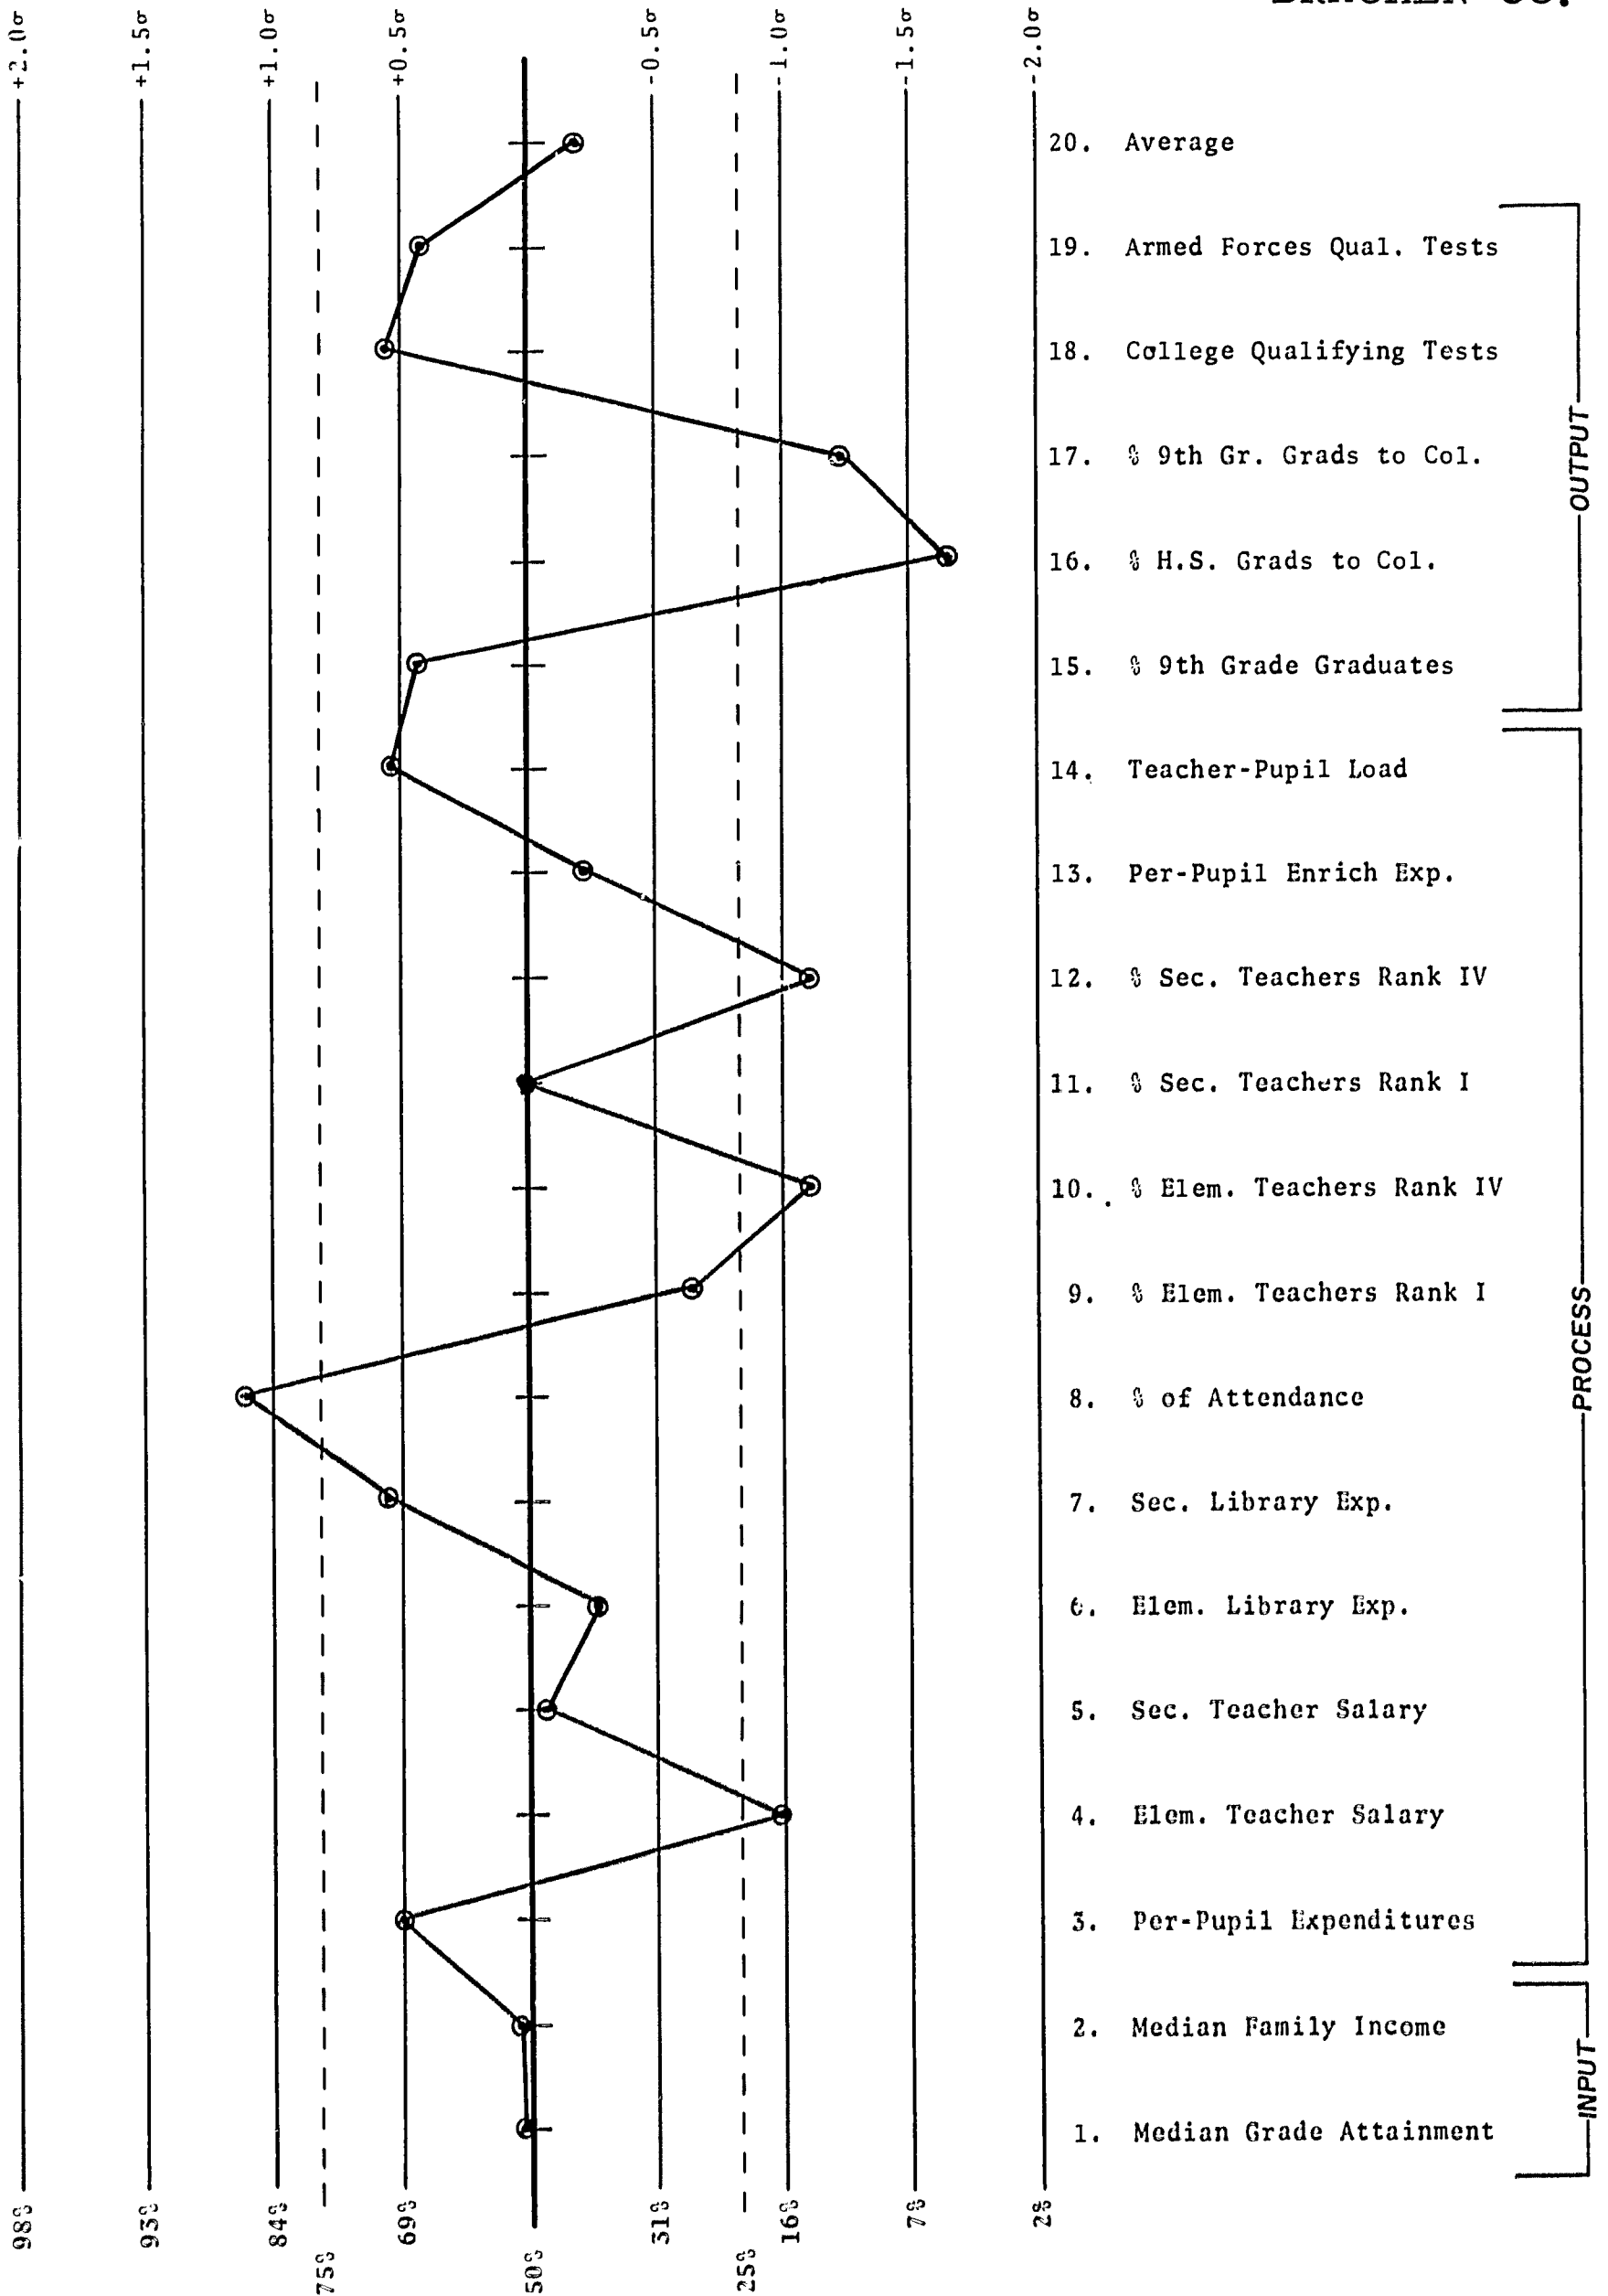 +2.0σ
+1.5σ
+1.0σ
+0.5σ
-0.5σ
-1.0σ
-1.5σ
-2.0σ
20. Average
19. Armed Forces Qual. Tests
18. College Qualifying Tests
17. % 9th Gr. Grads to Col.
16. % H.S. Grads to Col.
15. % 9th Grade Graduates
14. Teacher-Pupil Load
13. Per-Pupil Enrich Exp.
12. % Sec. Teachers Rank IV
11. % Sec. Teachers Rank I
10. % Elem. Teachers Rank IV
9. % Elem. Teachers Rank I
8. % of Attendance
7. Sec. Library Exp.
6. Elem. Library Exp.
5. Sec. Teacher Salary
4. Elem. Teacher Salary
3. Per-Pupil Expenditures
2. Median Family Income
1. Median Grade Attainment
OUTPUT
PROCESS
INPUT
98%
93%
84%
75%
69%
50%
31%
25%
16%
7%
2%